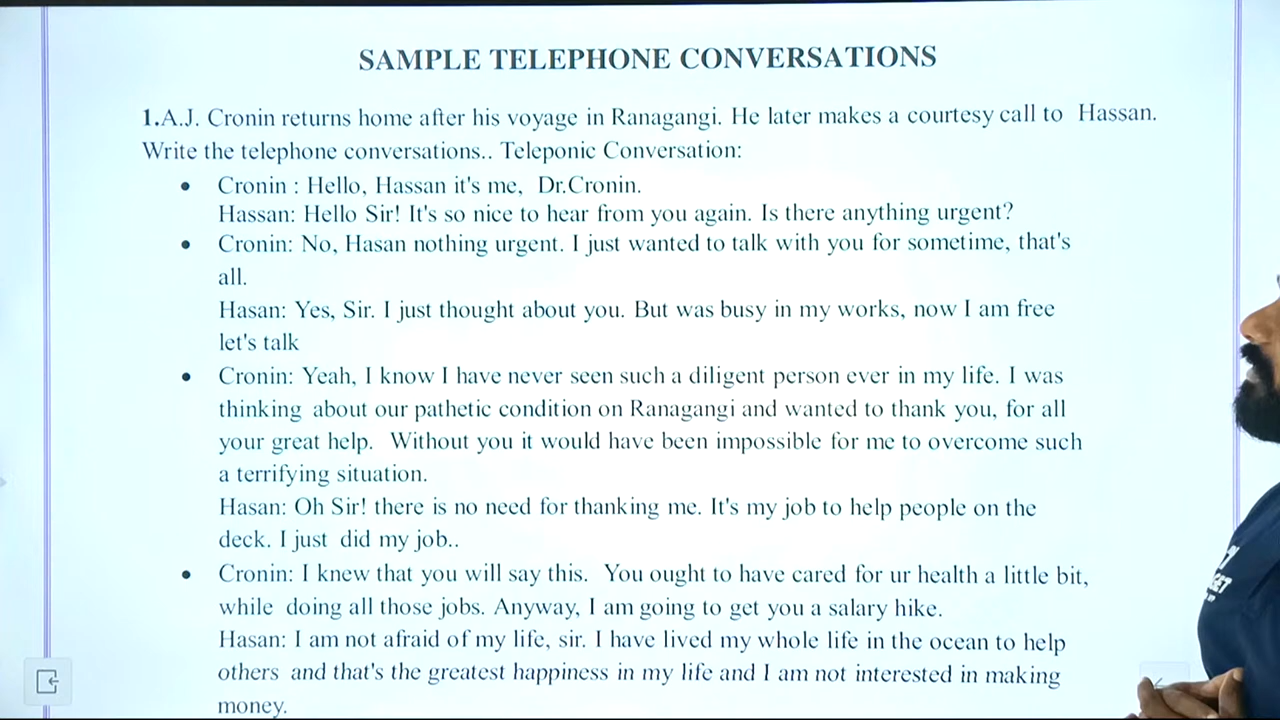 SAMPLE TELEPHONE CONVERSATIONS
1.A.J. Cronin returns home after his voyage in Ranagangi. He later makes a courtesy call to Hassan.
Write the telephone conversations.. Teleponic Conversation:
• Cronin : Hello, Hassan it's me, Dr.Cronin.
Hassan: Hello Sir! It's so nice to hear from you again. Is there anything urgent?
• Cronin: No, Hasan nothing urgent. I just wanted to talk with you for sometime, that's
all.
Hasan: Yes, Sir. I just thought about you. But was busy in my works, now I am free
let's talk
• Cronin: Yeah, I know I have never seen such a diligent person ever in my life. I was
thinking about our pathetic condition on Ranagangi and wanted to thank you, for all
your great help. Without you it would have been impossible for me to overcome such
a terrifying situation.
Hasan: Oh Sir! there is no need for thanking me. It's my job to help people on the
deck. I just did my job..
• Cronin: I knew that you will say this. You ought to have cared for ur health a little bit,
while doing all those jobs. Anyway, I am going to get you a salary hike.
Hasan: I am not afraid of my life, sir. I have lived my whole life in the ocean to help
others and that's the greatest happiness in my life and I am not interested in making
money.